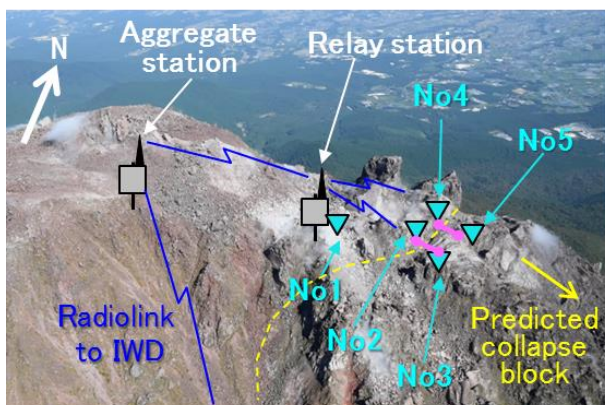 N
Aggregate
station
Relay station
No4
No5
No1
No2
No3
Radiolink
to IWD
Predicted
collapse
block